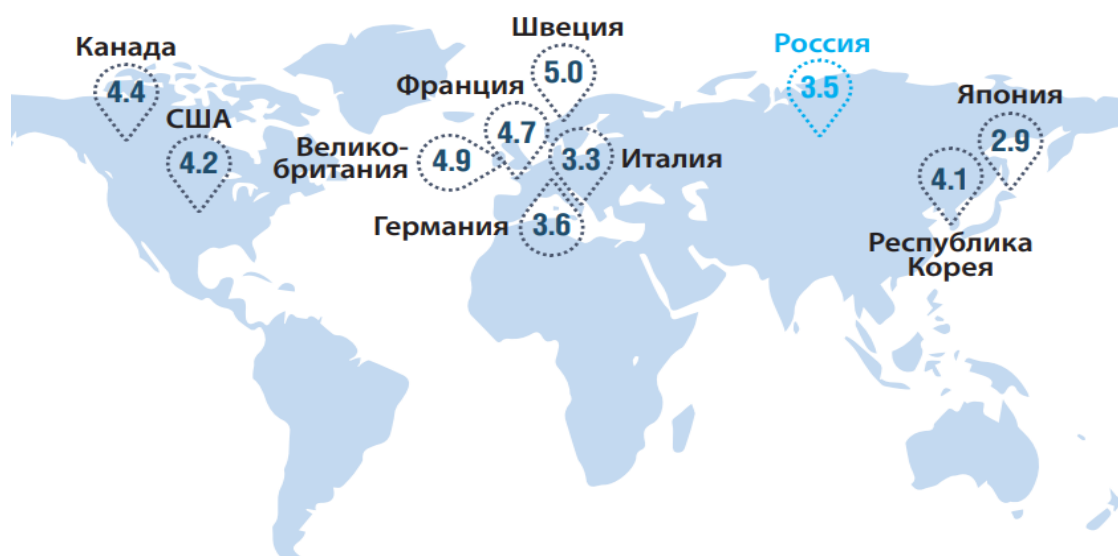 Швеция
5.0
Канада
4.4
Франция
4.7
США
4.2
Велико-
британия
4.9
3.3
Италия
Германия
3.6
Россия
3.5
Япония
2.9
4.1
Республика
Корея